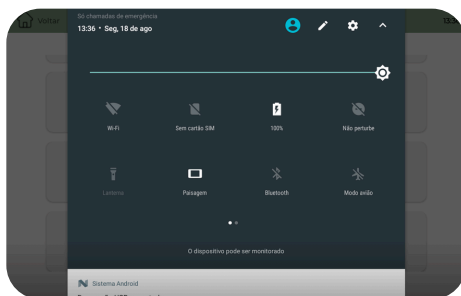 Voltar
Só chamadas de emergência
13:36 • Seg, 18 de ago
Wi-Fi
Sem cartão SIM
100%
Não perturbe
Lanterna
Paisagem
Bluetooth
Modo avião
O dispositivo pode ser monitorado
Sistema Android